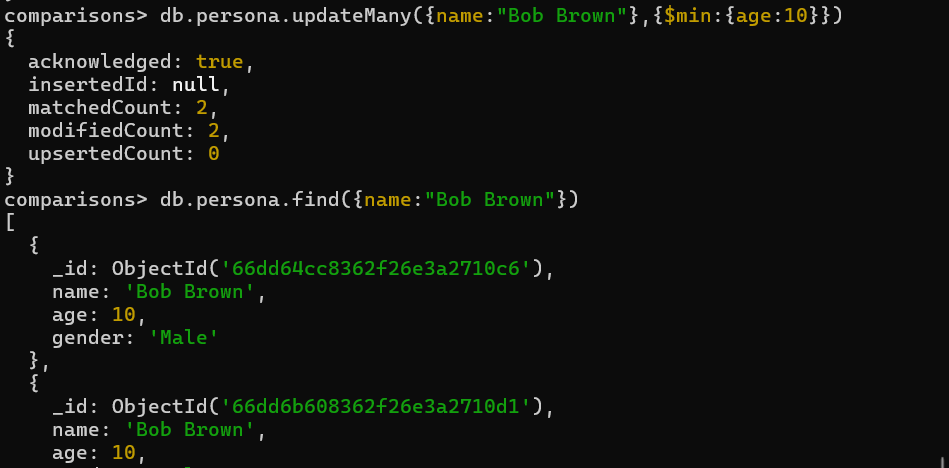 comparisons> db.persona.updateMany({name:"Bob Brown"},{$min:{age:10}})
{
  acknowledged: true,
  insertedId: null,
  matchedCount: 2,
  modifiedCount: 2,
  upsertedCount: 0
}
comparisons> db.persona.find({name:"Bob Brown"})
[
  {
    _id: ObjectId('66dd64cc8362f26e3a2710c6'),
    name: 'Bob Brown',
    age: 10,
    gender: 'Male'
  },
  {
    _id: ObjectId('66dd6b608362f26e3a2710d1'),
    name: 'Bob Brown',
    age: 10,